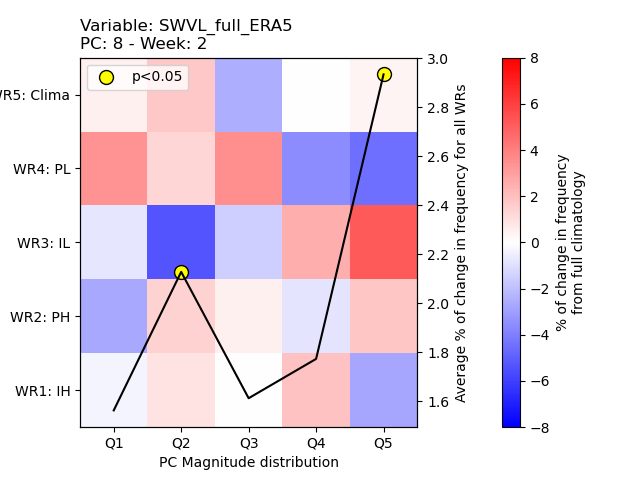 Variable: SWVL_full_ERA5
PC: 8 - Week: 2
p<0.05
WR5: Clima
WR4: PL
WR3: IL
WR2: PH
WR1: IH
Q1 Q2 Q3 Q4 Q5
PC Magnitude distribution
3.0
2.8
2.6
2.4
2.2
2.0
1.8
1.6
Average % of change in frequency for all WRs
8
6
4
2
0
−2
−4
−6
−8
% of change in frequency
from full climatology